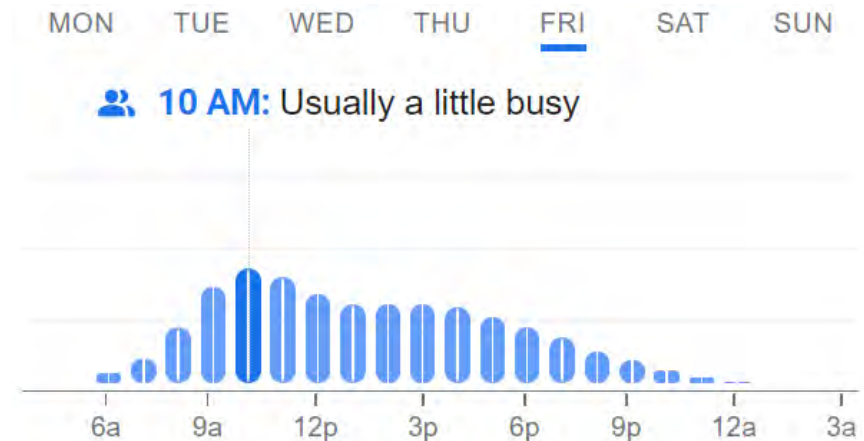 MON TUE WED THU FRI SAT SUN
10 AM: Usually a little busy
6a 9a 12p 3p 6p 9p 12a 3a